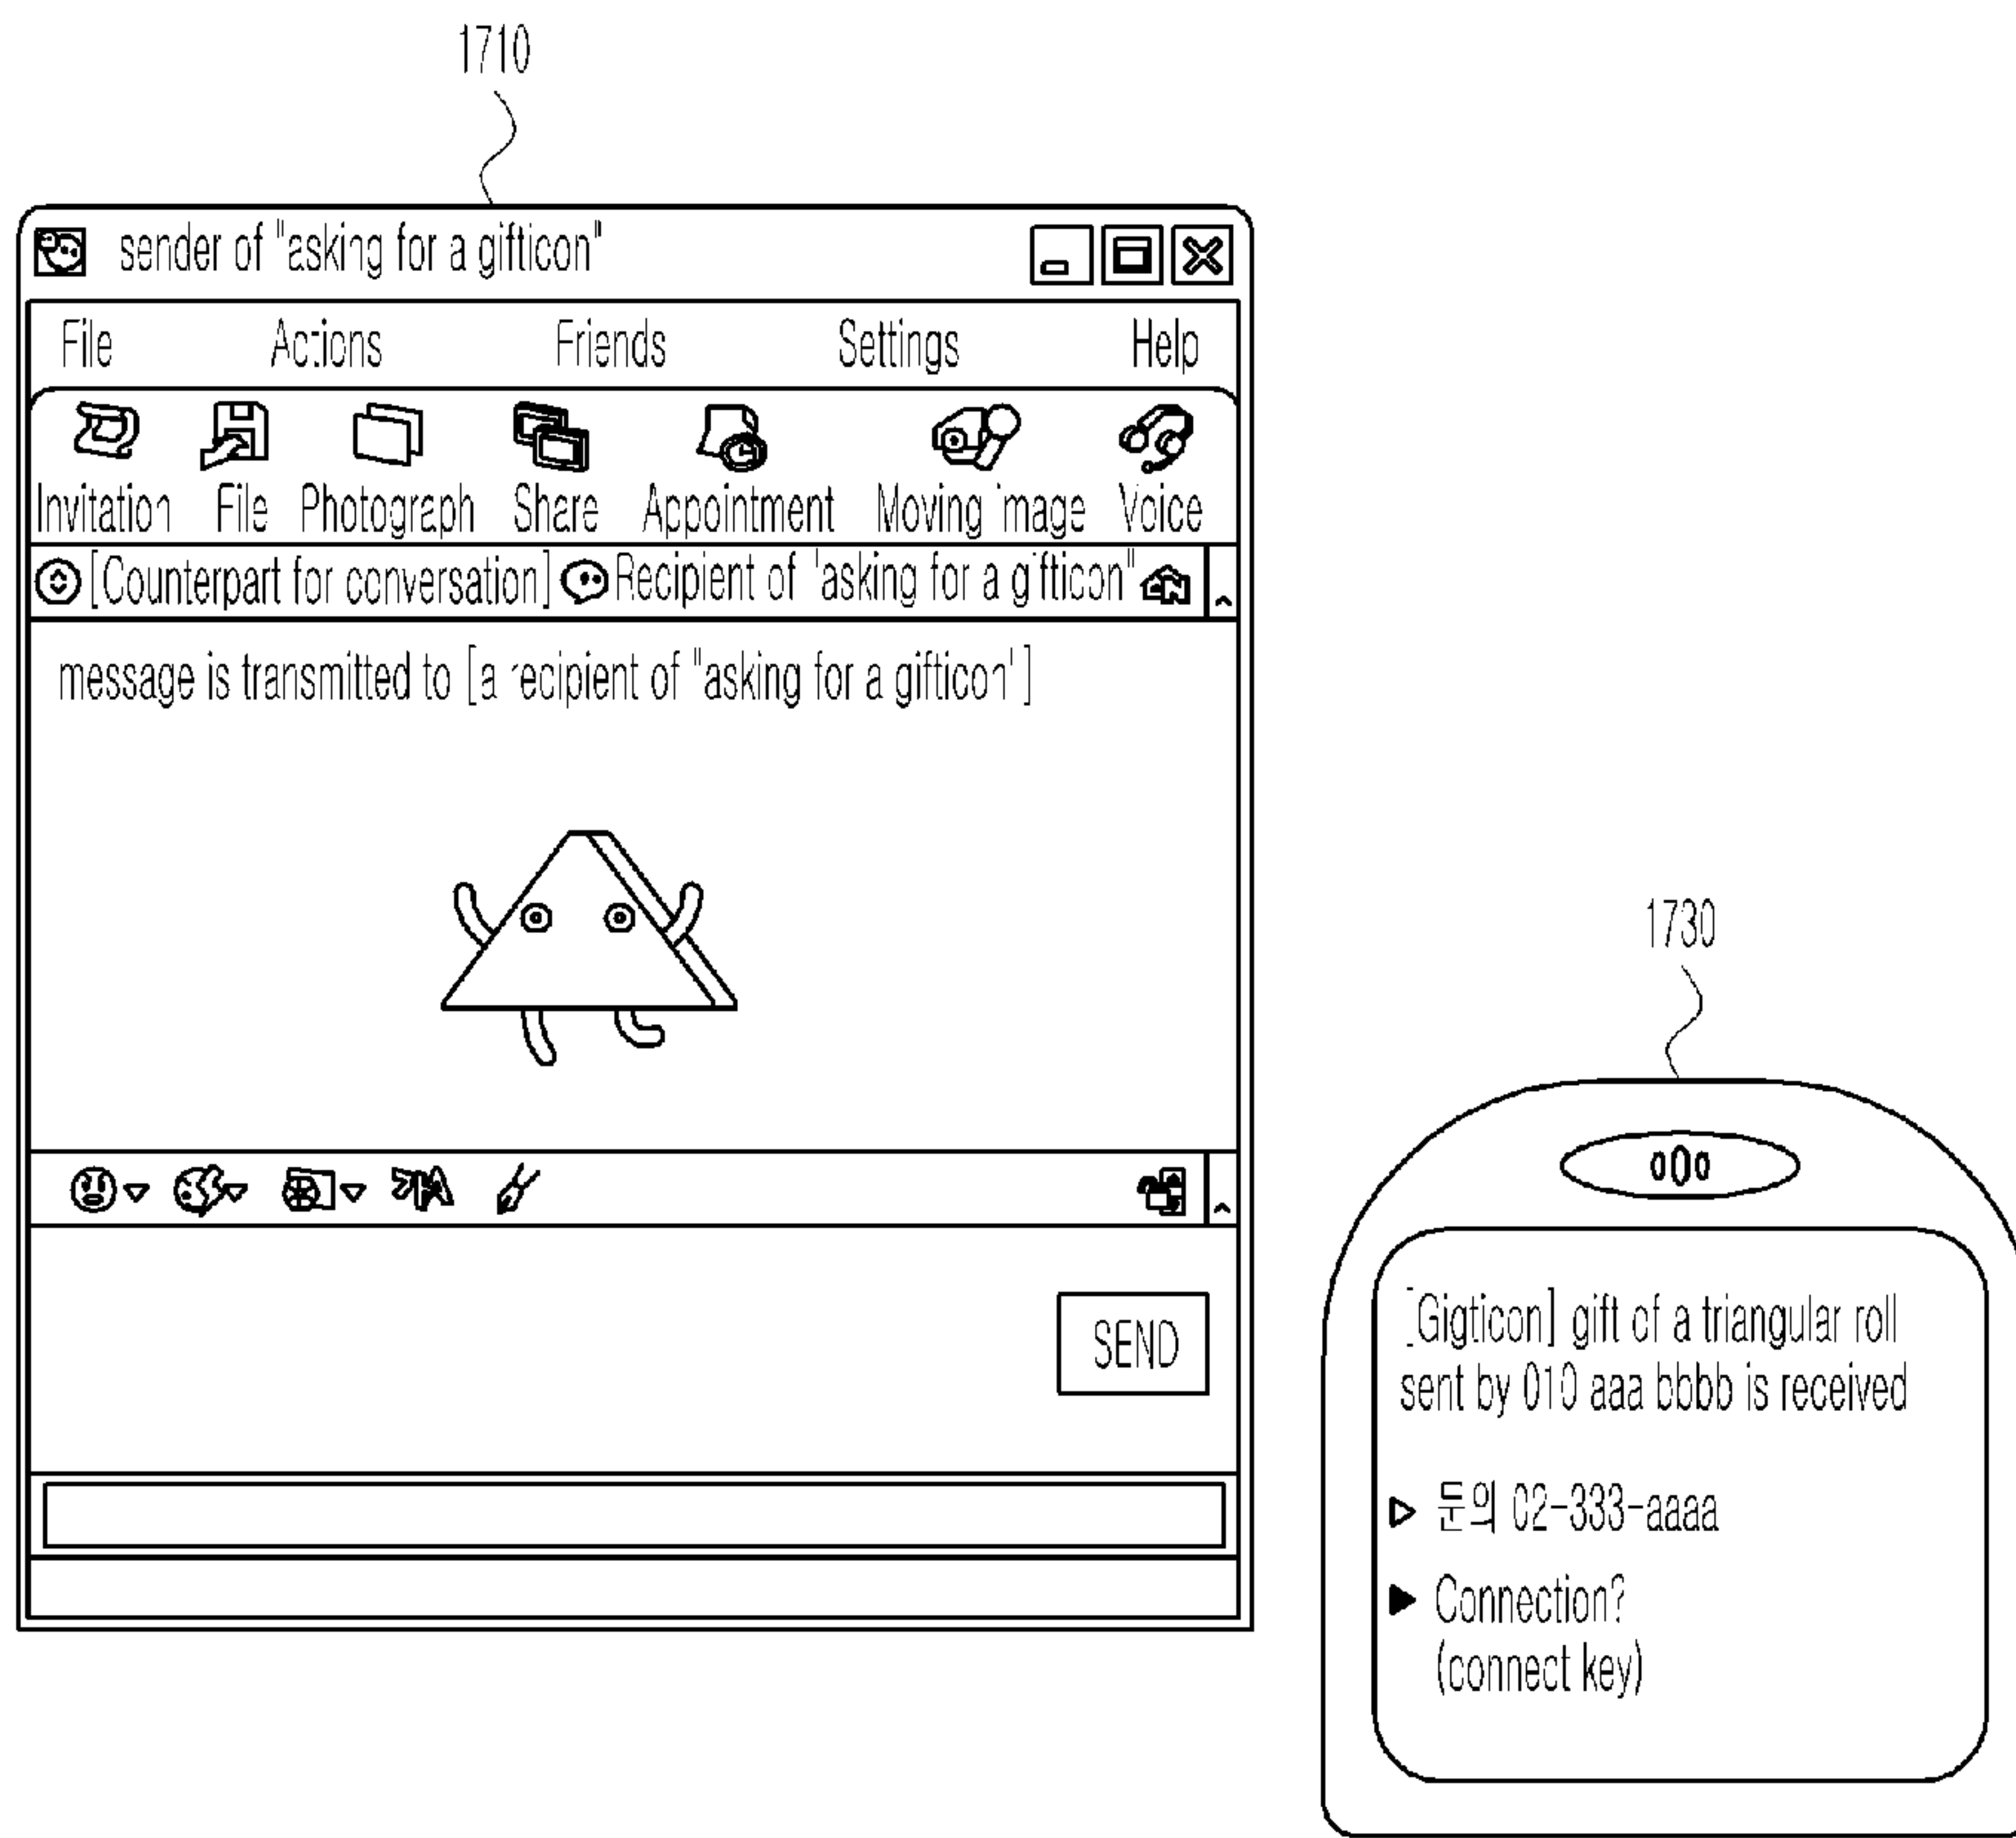 1710
sender of "asking for a gifticon"
File Actions Friends Settings Help
Invitation File Photograph Share Appointment Moving image Voice
[Counterpart for conversation] Recipient of "asking for a gifticon"
message is transmitted to [a recipient of "asking for a gifticon"]
SEND
1730
[Gigticon] gift of a triangular roll
sent by 010 aaa bbbb is received
▷ 문의 02-333-aaaa
▶ Connection?
(connect key)